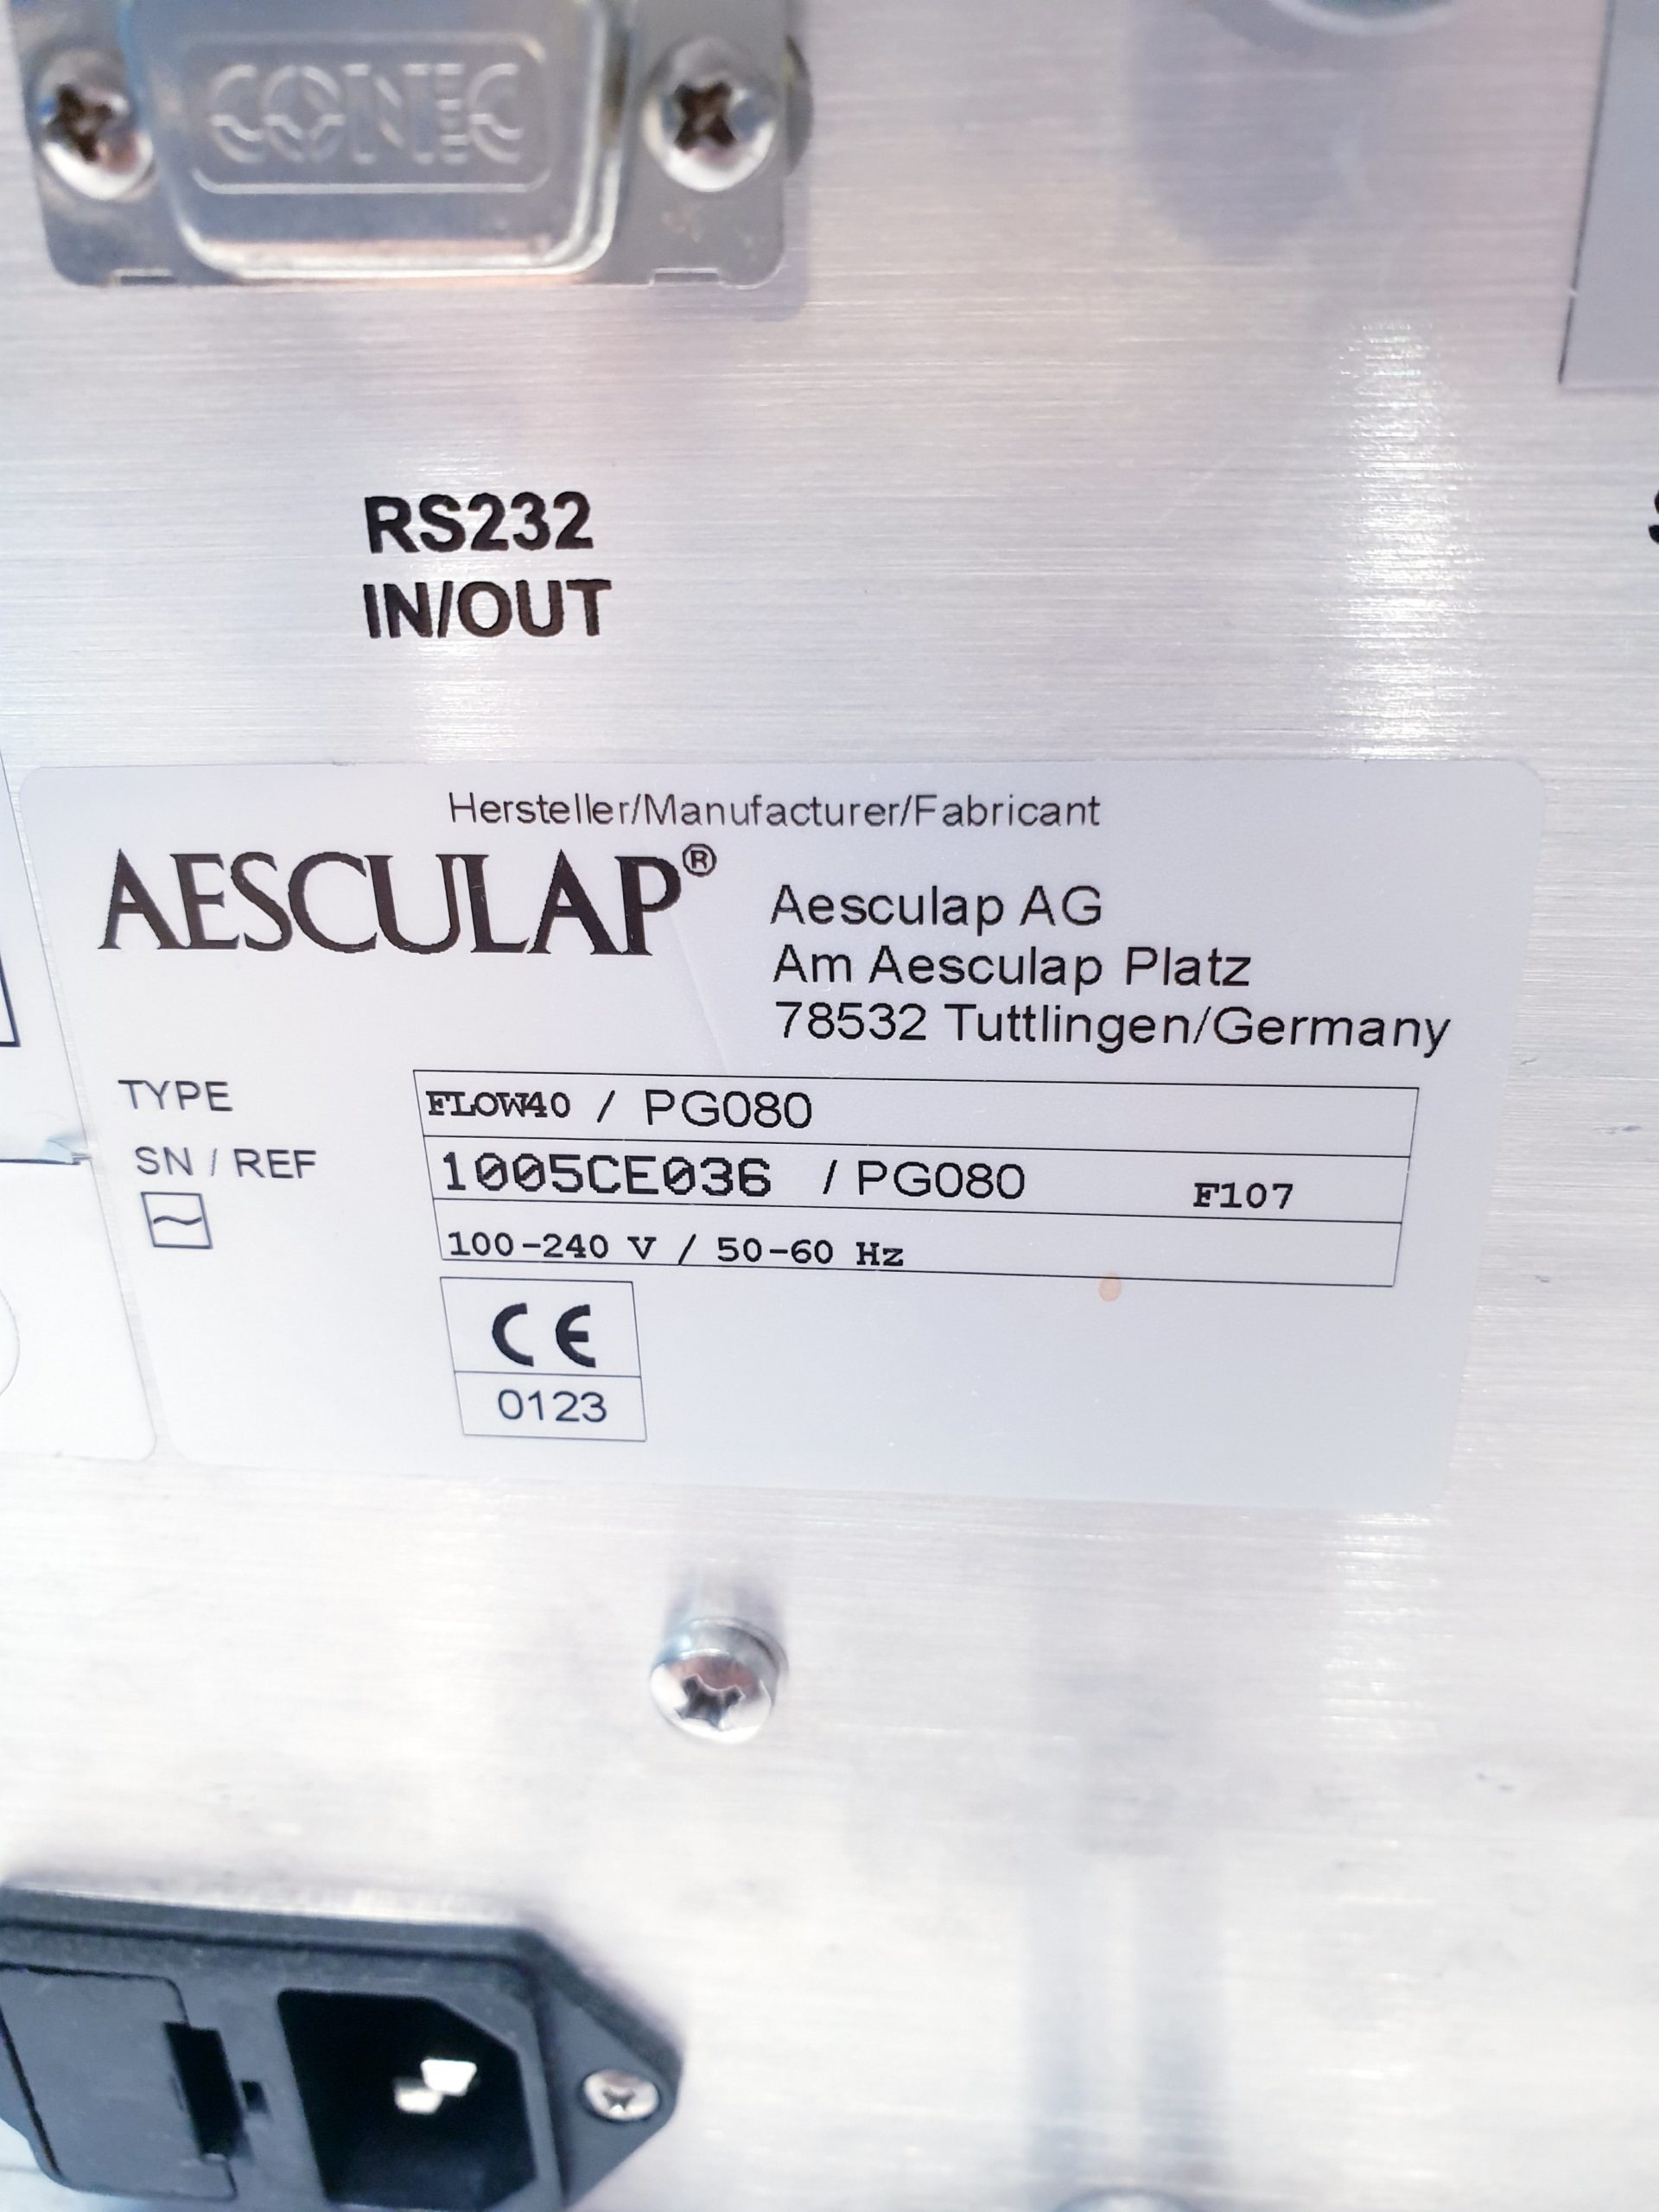 CONEC
RS232
IN/OUT
Hersteller/Manufacturer/Fabricant
AESCULAP®
Aesculap AG
Am Aesculap Platz
78532 Tuttlingen/Germany
TYPE FLOW40 / PG080
SN / REF 1005CE036 / PG080 F107
100-240 V / 50-60 Hz
CE
0123